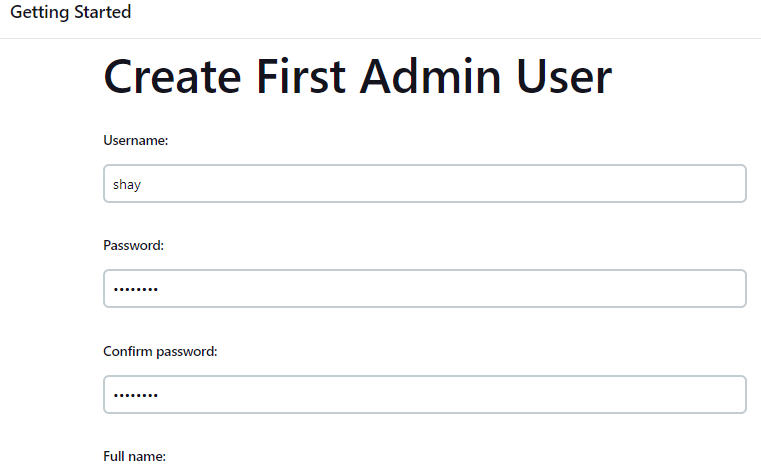 Getting Started
Create First Admin User
Username:
shay
Password:
••••••••
Confirm password:
••••••••
Full name: